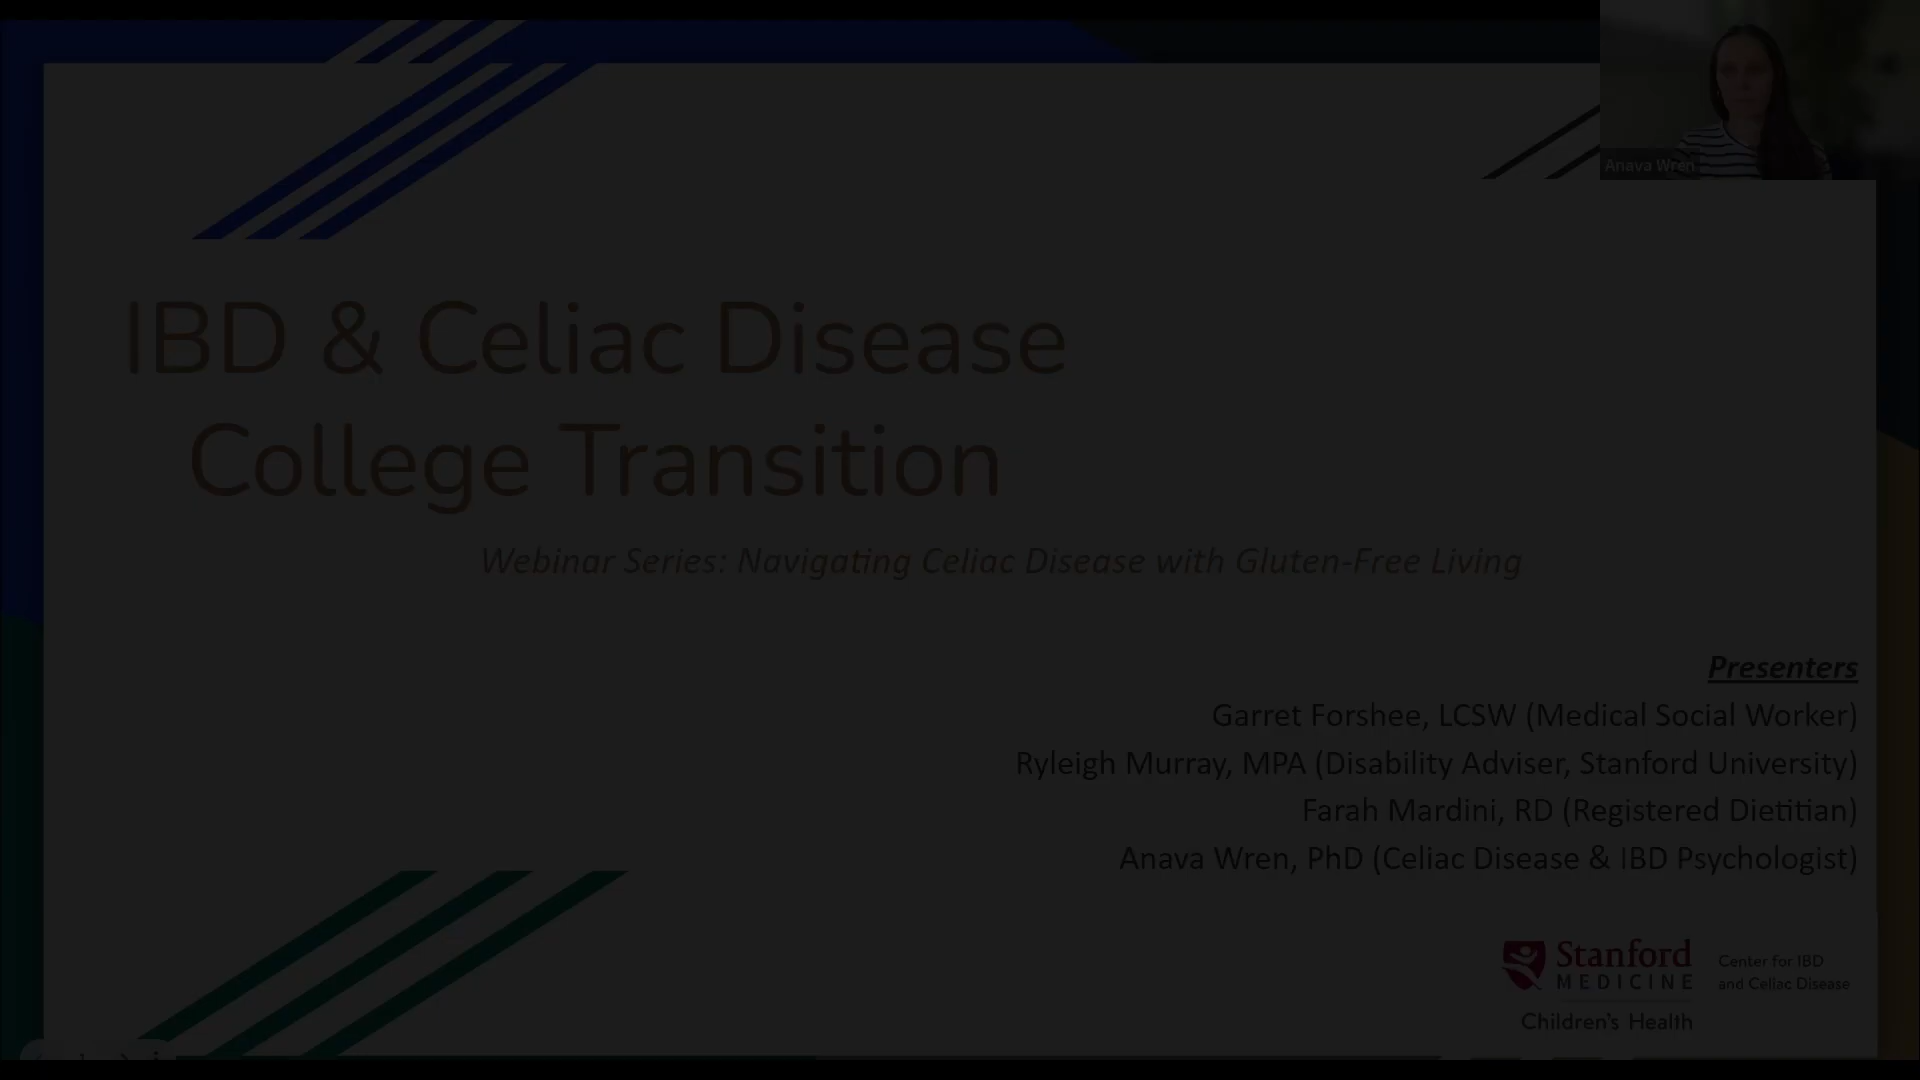 Anava Wren
IBD & Celiac Disease
College Transition
Webinar Series: Navigating Celiac Disease with Gluten-Free Living
Presenters
Garret Forshee, LCSW (Medical Social Worker)
Ryleigh Murray, MPA (Disability Adviser, Stanford University)
Farah Mardini, RD (Registered Dietitian)
Anava Wren, PhD (Celiac Disease & IBD Psychologist)
Stanford
MEDICINE
Children's Health
Center for IBD
and Celiac Disease